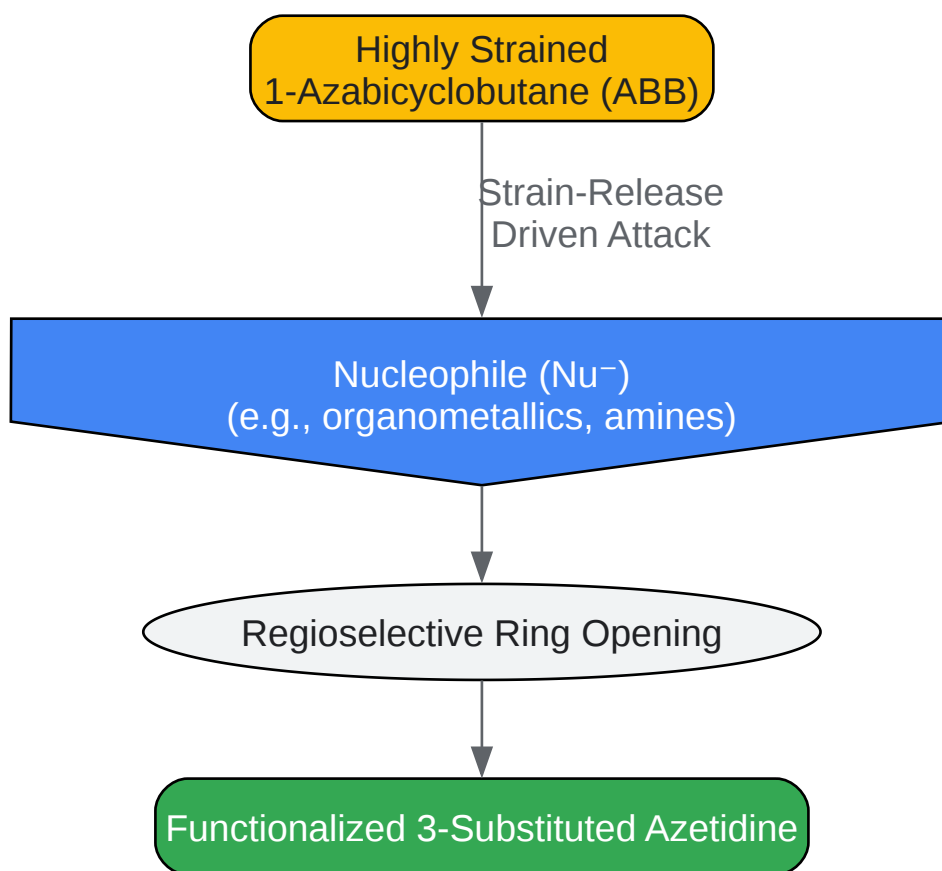 Highly Strained
1-Azabicyclobutane (ABB)
Strain-Release
Driven Attack
Nucleophile (Nu⁻)
(e.g., organometallics, amines)
Regioselective Ring Opening
Functionalized 3-Substituted Azetidine